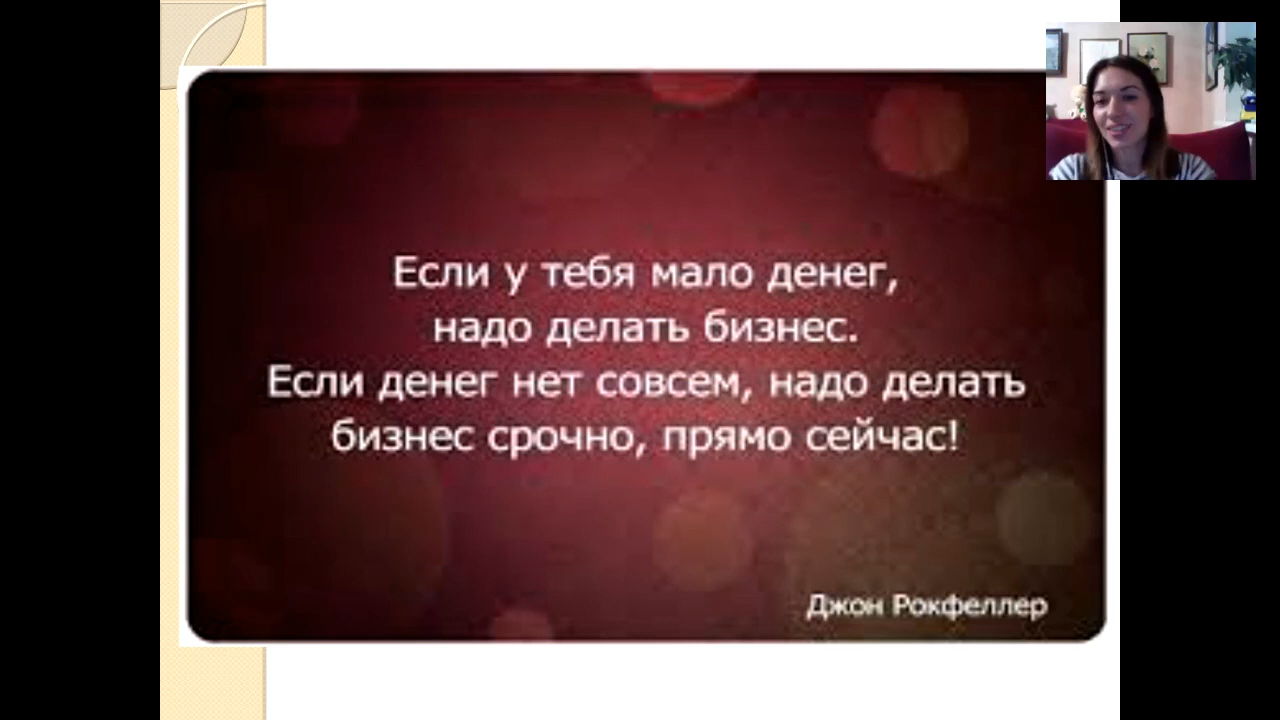 Если у тебя мало денег,
надо делать бизнес.
Если денег нет совсем, надо делать
бизнес срочно, прямо сейчас!
Джон Рокфеллер